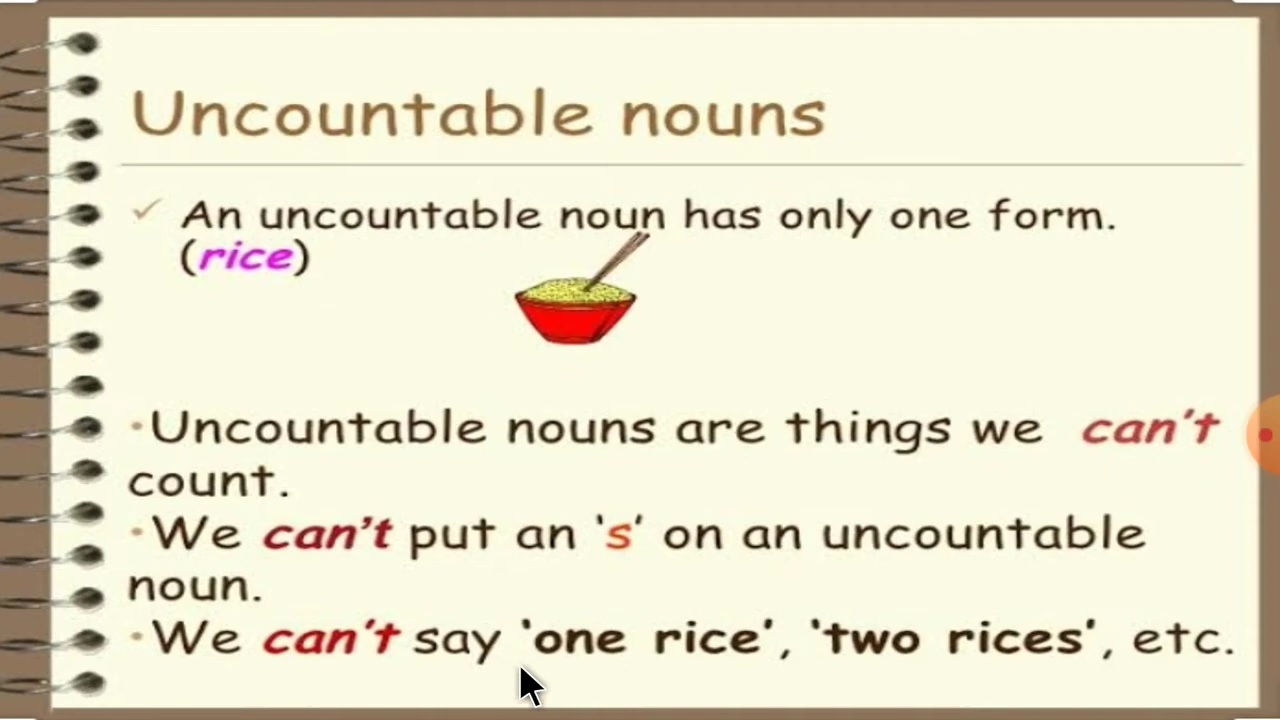 Uncountable nouns
✓ An uncountable noun has only one form.
(rice)
•Uncountable nouns are things we can't
count.
•We can't put an 's' on an uncountable
noun.
•We can't say 'one rice', 'two rices', etc.